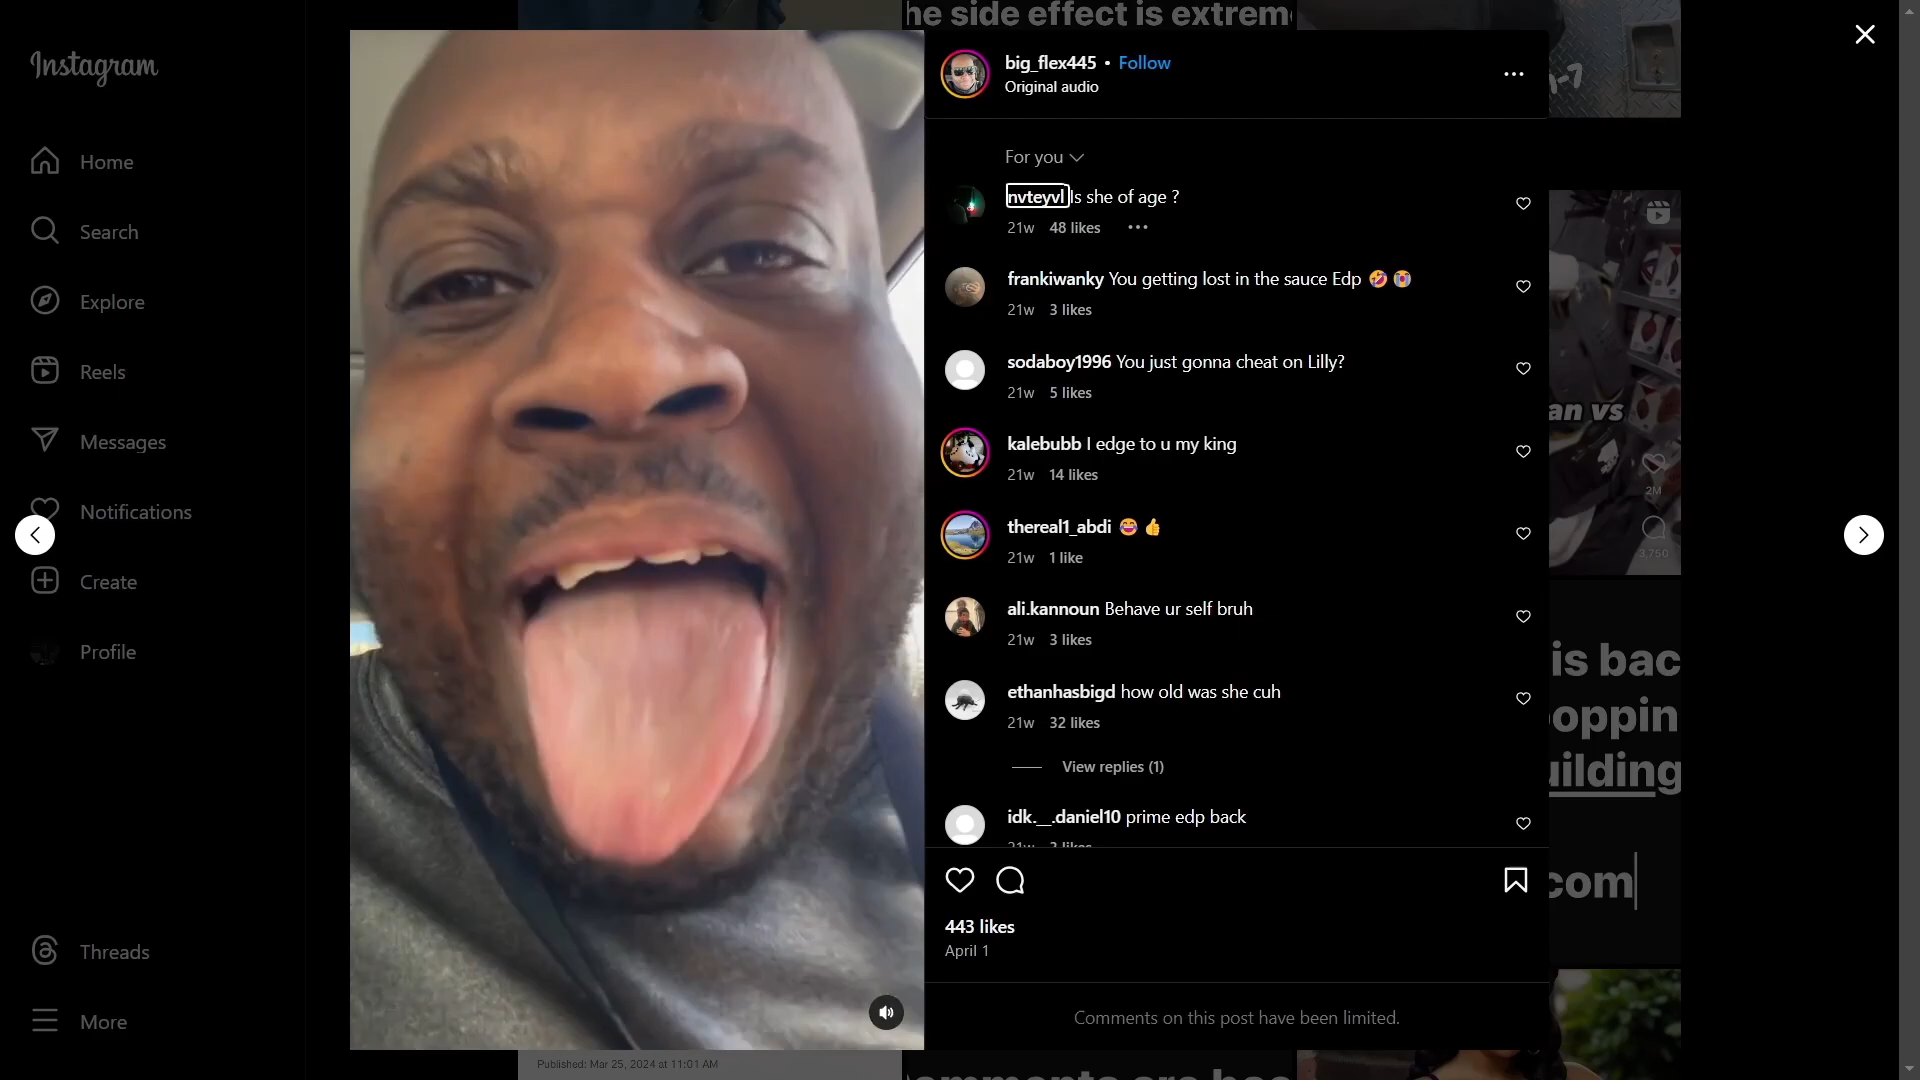 Instagram
Home
Search
Explore
Reels
Messages
Notifications
Create
Profile
Threads
More
he side effect is extrem
big_flex445 • Follow
Original audio
For you
nvteyvl Is she of age ?
21w 48 likes
frankiwanky You getting lost in the sauce Edp 🤣😭
21w 3 likes
sodaboy1996 You just gonna cheat on Lilly?
21w 5 likes
kalebubb I edge to u my king
21w 14 likes
thereal1_abdi 😂👍
21w 1 like
ali.kannoun Behave ur self bruh
21w 3 likes
ethanhasbigd how old was she cuh
21w 32 likes
View replies (1)
idk.__.daniel10 prime edp back
21w 3 likes
443 likes
April 1
Comments on this post have been limited.
an vs
2M
3,750
is bac
oppin
uilding
com
Published: Mar 25, 2024 at 11:01 AM